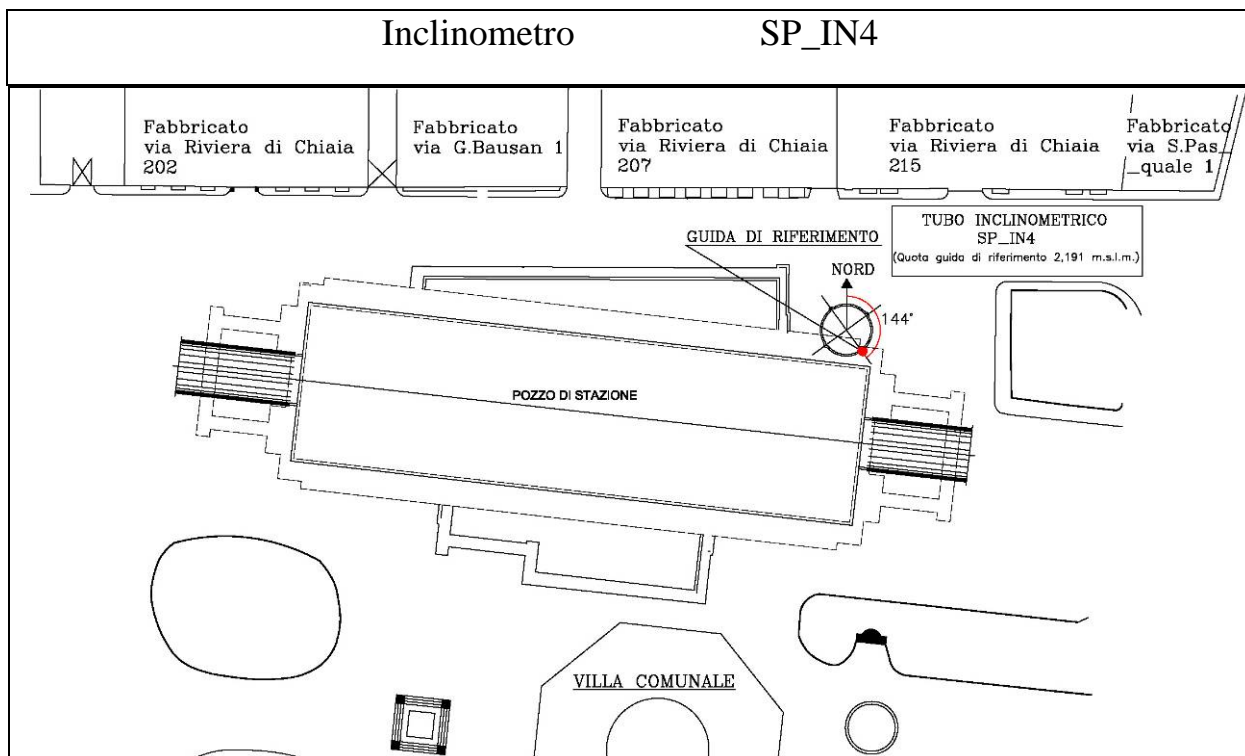 Inclinometro SP_IN4
Fabbricato
via Riviera di Chiaia
202
Fabbricato
via G.Bausan 1
Fabbricato
via Riviera di Chiaia
207
Fabbricato
via Riviera di Chiaia
215
Fabbricato
via S.Pas_
_quale 1
TUBO INCLINOMETRICO
SP_IN4
(Quota guida di riferimento 2,191 m.s.l.m.)
GUIDA DI RIFERIMENTO
NORD
144°
POZZO DI STAZIONE
VILLA COMUNALE